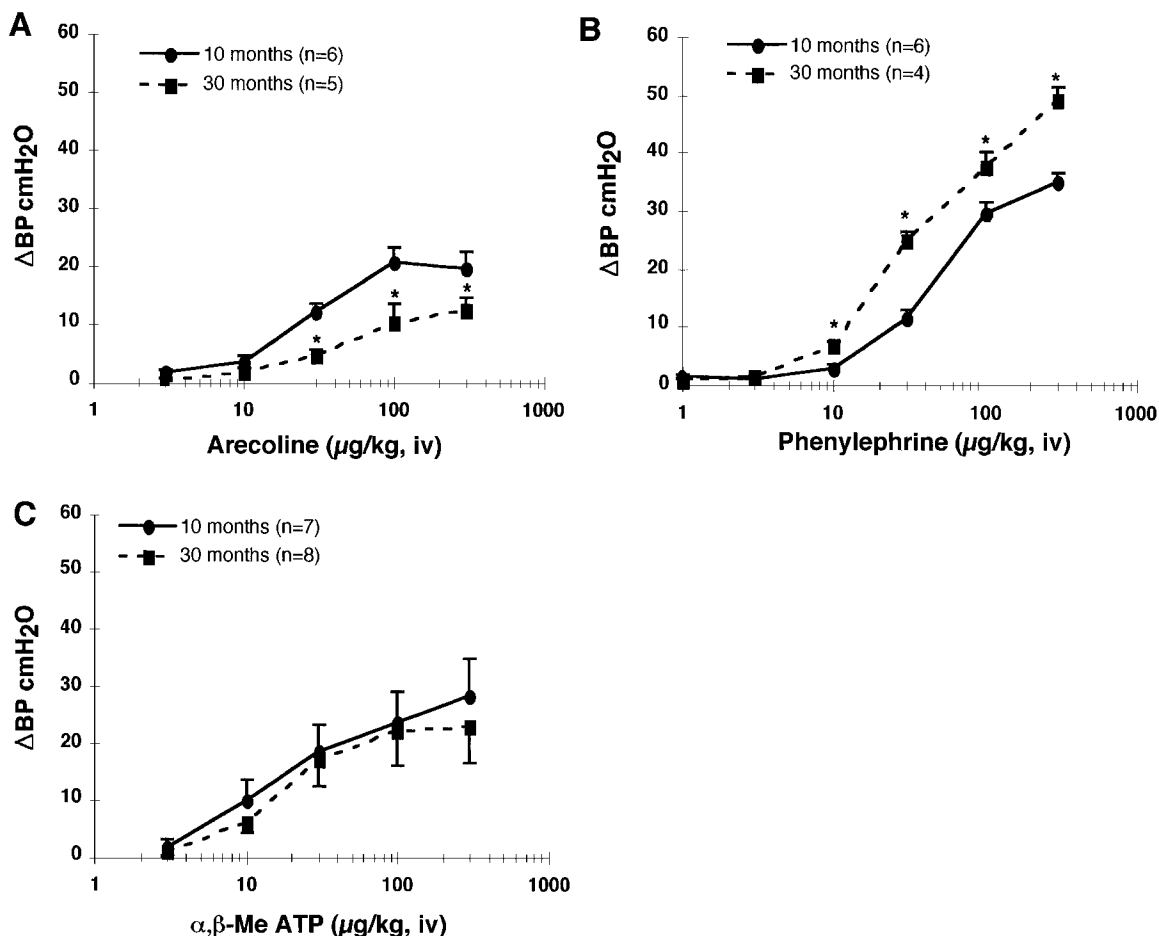 A
60
50
40
30
20
10
0
ΔBP cmH₂O
10 months (n=6)
30 months (n=5)
*
*
*
1
10
100
1000
Arecoline (µg/kg, iv)
B
60
50
40
30
20
10
0
ΔBP cmH₂O
10 months (n=6)
30 months (n=4)
*
*
*
*
1
10
100
1000
Phenylephrine (µg/kg, iv)
C
60
50
40
30
20
10
0
ΔBP cmH₂O
10 months (n=7)
30 months (n=8)
1
10
100
1000
α,β-Me ATP (µg/kg, iv)